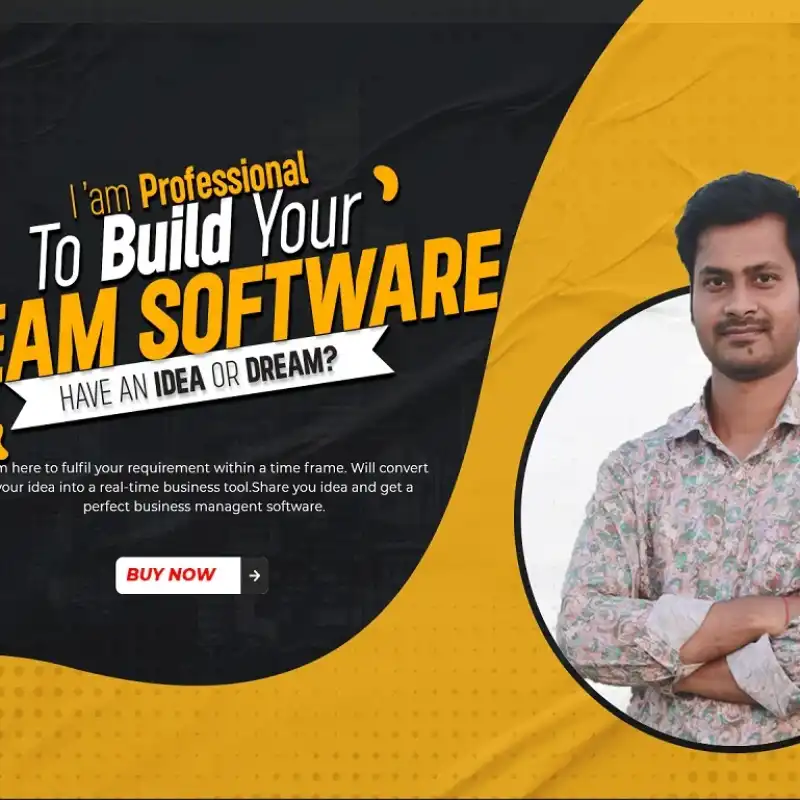 I 'am Professional
To Build Your
EAM SOFTWARE
HAVE AN IDEA OR DREAM?
m here to fulfil your requirement within a time frame. Will convert
your idea into a real-time business tool.Share you idea and get a
perfect business managent software.
BUY NOW